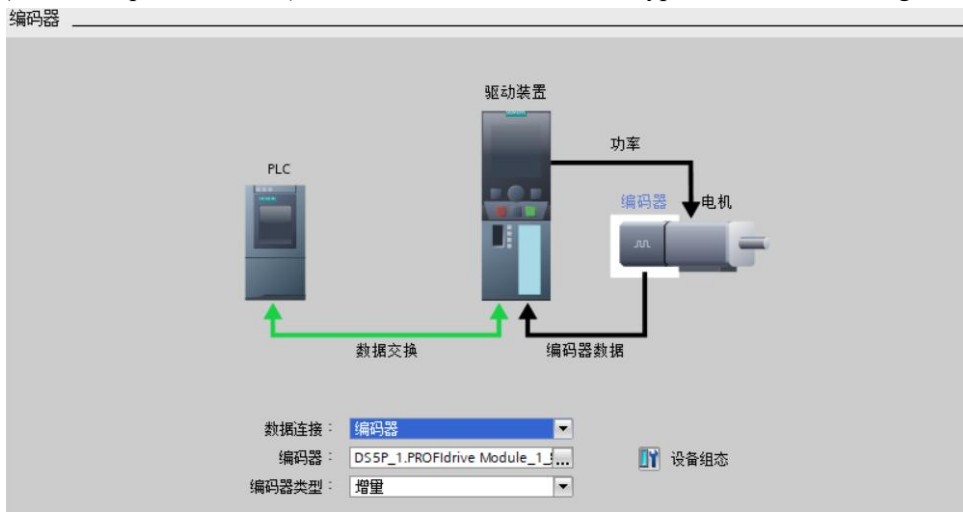 编码器
驱动装置
功率
PLC
编码器
电机
数据交换
编码器数据
数据连接：
编码器
编码器：
DS5P_1.PROFIdrive Module_1_
...
设备组态
编码器类型：
增量